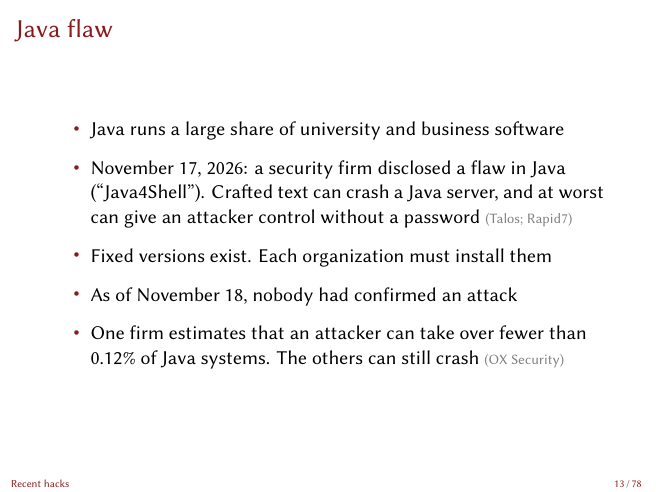 Java flaw
• Java runs a large share of university and business software
• November 17, 2026: a security firm disclosed a flaw in Java
(“Java4Shell”). Crafted text can crash a Java server, and at worst
can give an attacker control without a password (Talos; Rapid7)
• Fixed versions exist. Each organization must install them
• As of November 18, nobody had confirmed an attack
• One firm estimates that an attacker can take over fewer than
0.12% of Java systems. The others can still crash (OX Security)
Recent hacks
13 / 78